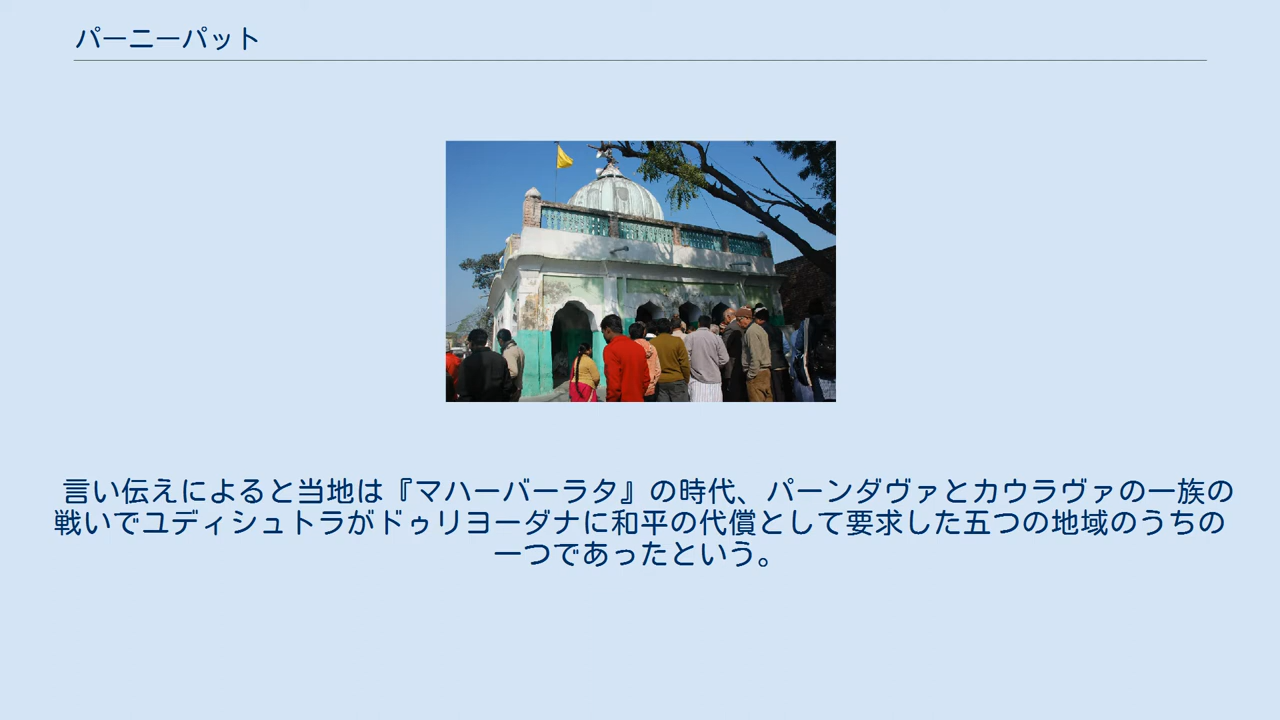 パーニーパット
言い伝えによると当地は『マハーバーラタ』の時代、パーンダヴァとカウラヴァの一族の
戦いでユディシュトラがドゥリヨーダナに和平の代償として要求した五つの地域のうちの
一つであったという。